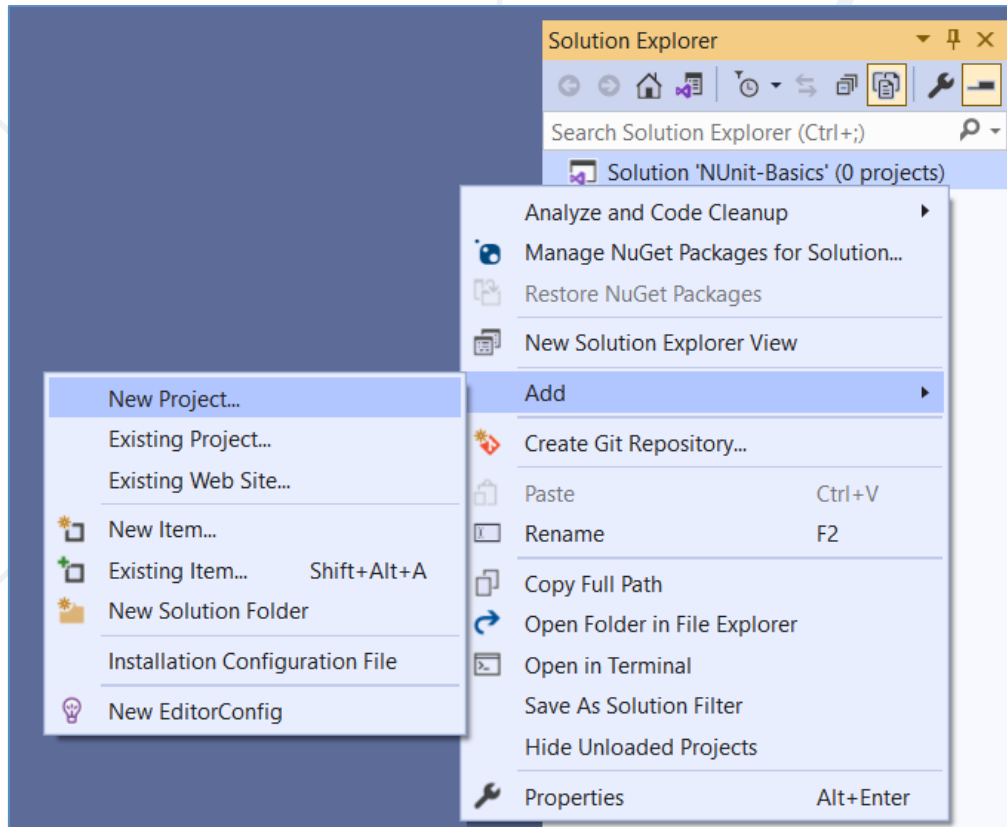 Solution Explorer
Search Solution Explorer (Ctrl+;)
Solution 'NUnit-Basics' (0 projects)
Analyze and Code Cleanup
Manage NuGet Packages for Solution...
Restore NuGet Packages
New Solution Explorer View
Add
Create Git Repository...
Paste Ctrl+V
Rename F2
Copy Full Path
Open Folder in File Explorer
Open in Terminal
Save As Solution Filter
Hide Unloaded Projects
Properties Alt+Enter
New Project...
Existing Project...
Existing Web Site...
New Item...
Existing Item... Shift+Alt+A
New Solution Folder
Installation Configuration File
New EditorConfig